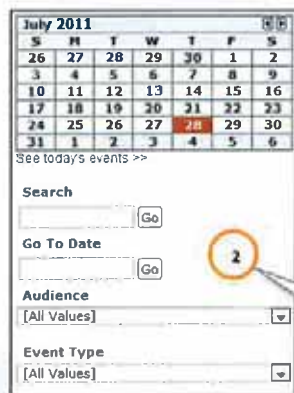 July 2011
S M T W T F S
26 27 28 29 30 1 2
3 4 5 6 7 8 9
10 11 12 13 14 15 16
17 18 19 20 21 22 23
24 25 26 27 28 29 30
31 1 2 3 4 5 6
See today's events >>
Search
Go
Go To Date
Go
2
Audience
[All Values]
Event Type
[All Values]